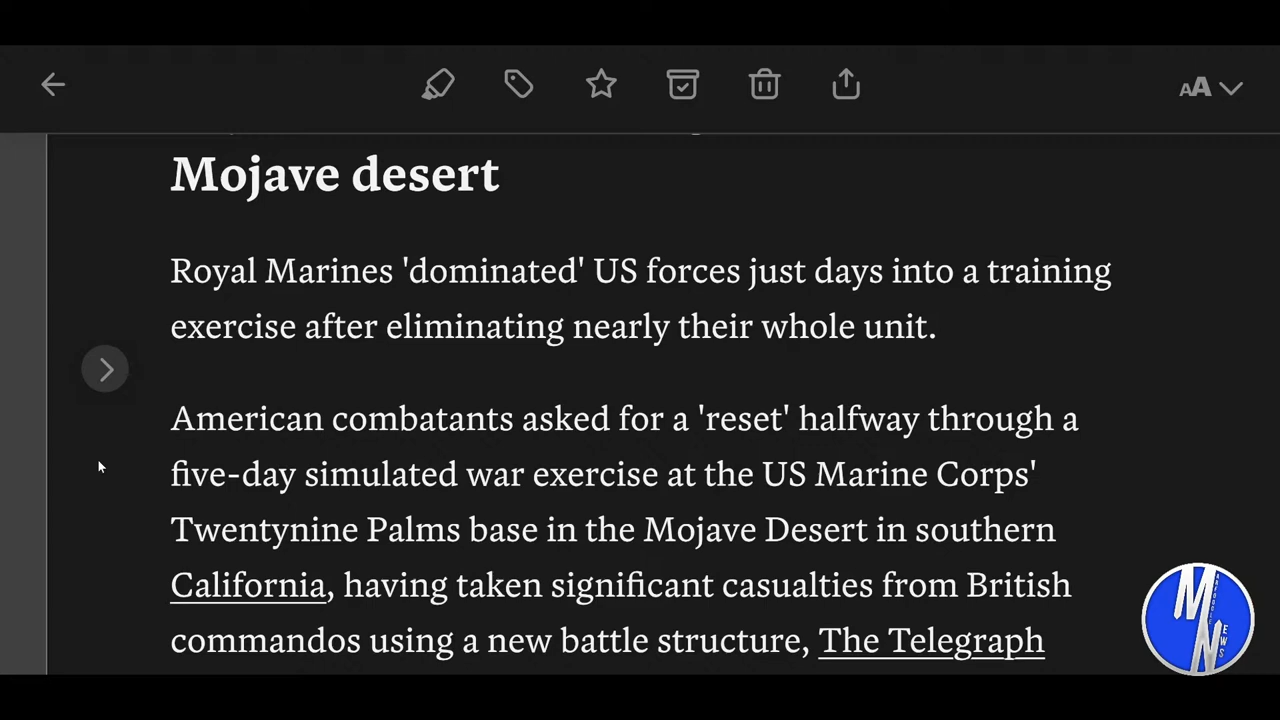 Mojave desert
Royal Marines 'dominated' US forces just days into a training
exercise after eliminating nearly their whole unit.
American combatants asked for a 'reset' halfway through a
five-day simulated war exercise at the US Marine Corps'
Twentynine Palms base in the Mojave Desert in southern
California, having taken significant casualties from British
commandos using a new battle structure, The Telegraph
AA